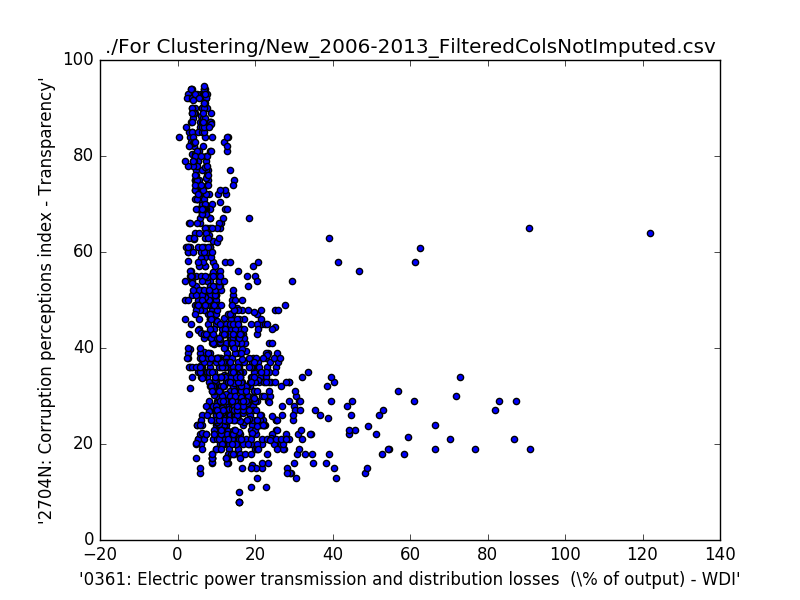 ./For Clustering/New_2006-2013_FilteredColsNotImputed.csv
100
80
60
40
20
0
'2704N: Corruption perceptions index - Transparency'
−20 0 20 40 60 80 100 120 140
'0361: Electric power transmission and distribution losses (\% of output) - WDI'